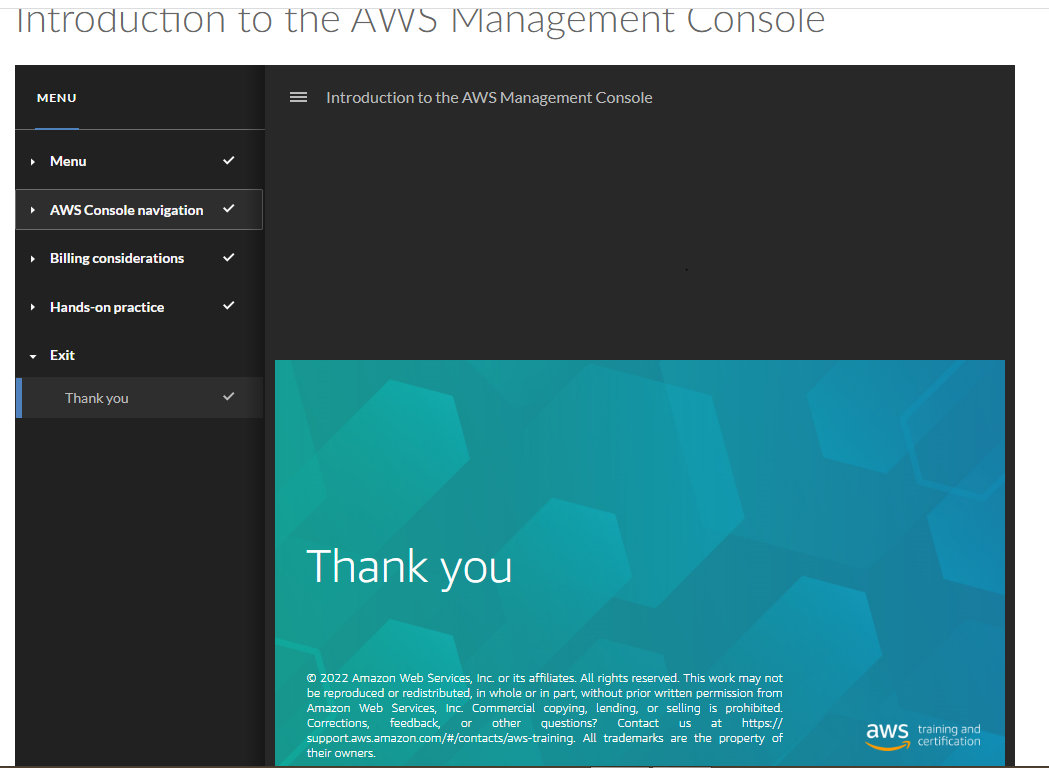 Introduction to the AWS Management Console
MENU
Introduction to the AWS Management Console
Menu
AWS Console navigation
Billing considerations
Hands-on practice
Exit
Thank you
Thank you
© 2022 Amazon Web Services, Inc. or its affiliates. All rights reserved. This work may not
be reproduced or redistributed, in whole or in part, without prior written permission from
Amazon Web Services, Inc. Commercial copying, lending, or selling is prohibited.
Corrections, feedback, or other questions? Contact us at https://
support.aws.amazon.com/#/contacts/aws-training. All trademarks are the property of
their owners.
aws training and
certification